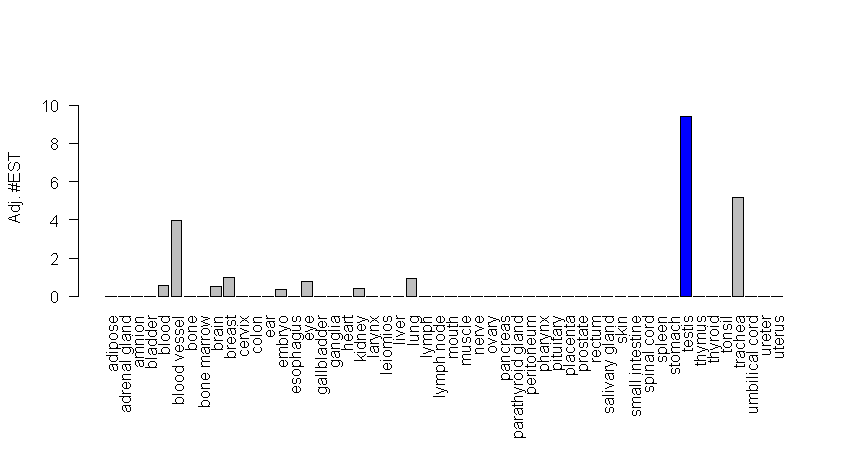 Adj. #EST
10
8
6
4
2
0
adipose
adrenal gland
amnion
bladder
blood
blood vessel
bone
bone marrow
brain
breast
cervix
colon
ear
embryo
esophagus
eye
gallbladder
ganglia
heart
kidney
larynx
leiomios
liver
lung
lymph
lymph node
mouth
muscle
nerve
ovary
pancreas
parathyroid gland
peritoneum
pharynx
pituitary
placenta
prostate
rectum
salivary gland
skin
small intestine
spinal cord
spleen
stomach
testis
thymus
thyroid
tonsil
trachea
umbilical cord
ureter
uterus